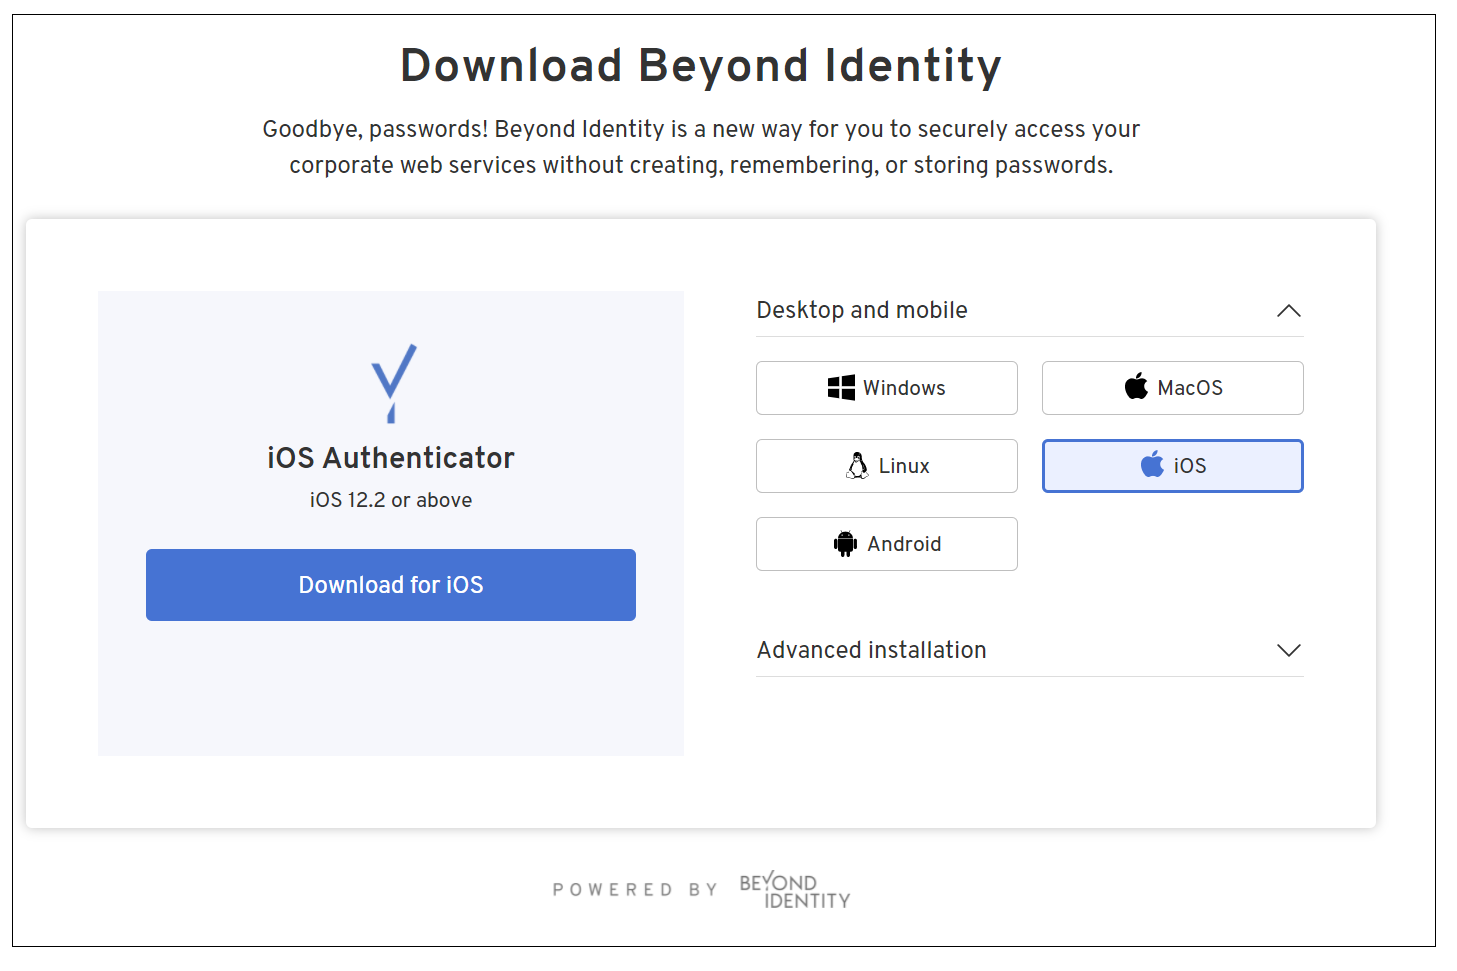 Download Beyond Identity
Goodbye, passwords! Beyond Identity is a new way for you to securely access your
corporate web services without creating, remembering, or storing passwords.
iOS Authenticator
iOS 12.2 or above
Download for iOS
Desktop and mobile
Windows
MacOS
Linux
iOS
Android
Advanced installation
POWERED BY
BEYOND
IDENTITY